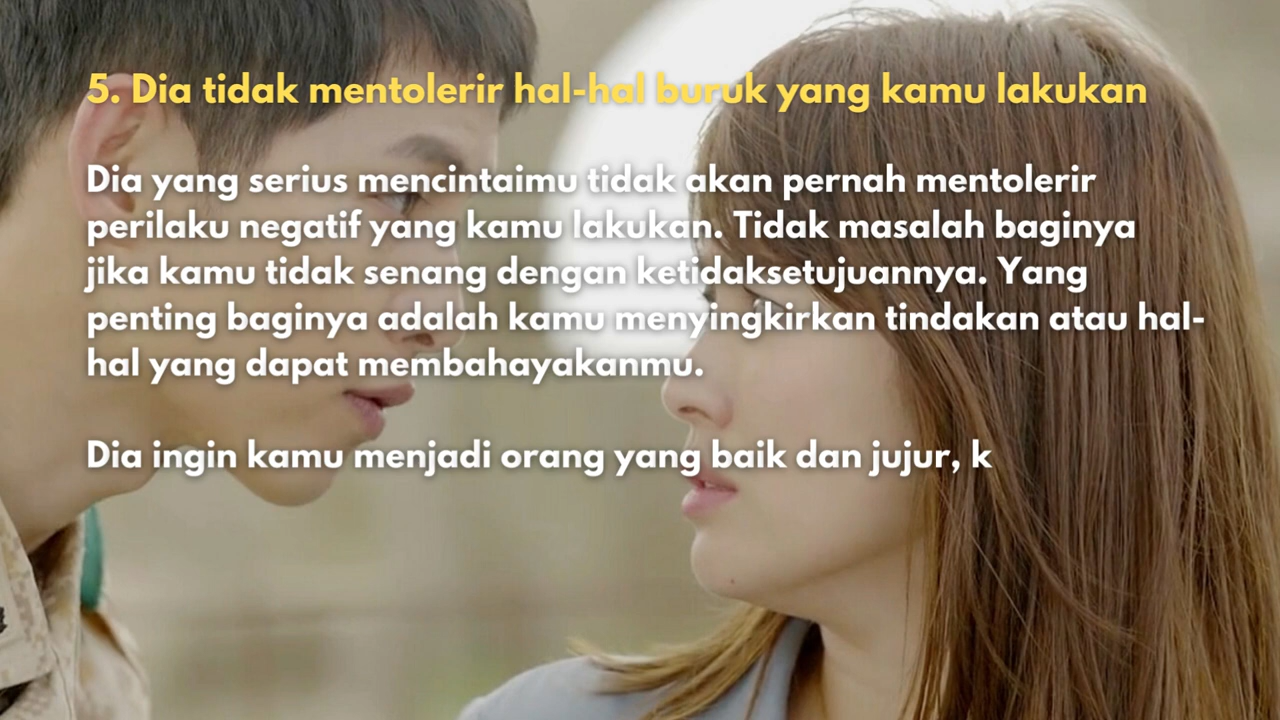 5. Dia tidak mentolerir hal-hal buruk yang kamu lakukan
Dia yang serius mencintaimu tidak akan pernah mentolerir
perilaku negatif yang kamu lakukan. Tidak masalah baginya
jika kamu tidak senang dengan ketidaksetujuannya. Yang
penting baginya adalah kamu menyingkirkan tindakan atau hal-
hal yang dapat membahayakanmu.
Dia ingin kamu menjadi orang yang baik dan jujur, k